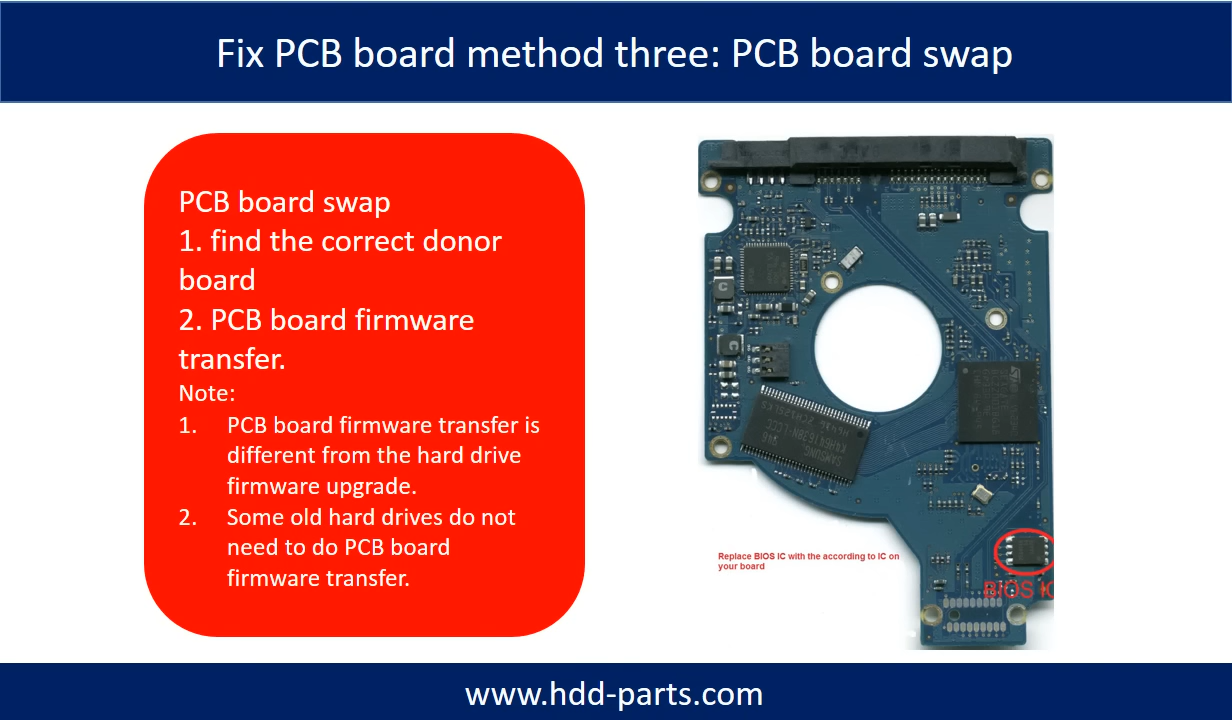 Fix PCB board method three: PCB board swap
PCB board swap
1. find the correct donor
board
2. PCB board firmware
transfer.
Note:
1. PCB board firmware transfer is
different from the hard drive
firmware upgrade.
2. Some old hard drives do not
need to do PCB board
firmware transfer.
C
C
SAMSUNG 946
Replace BIOS IC with the according to IC on
your board
BIOS IC
www.hdd-parts.com